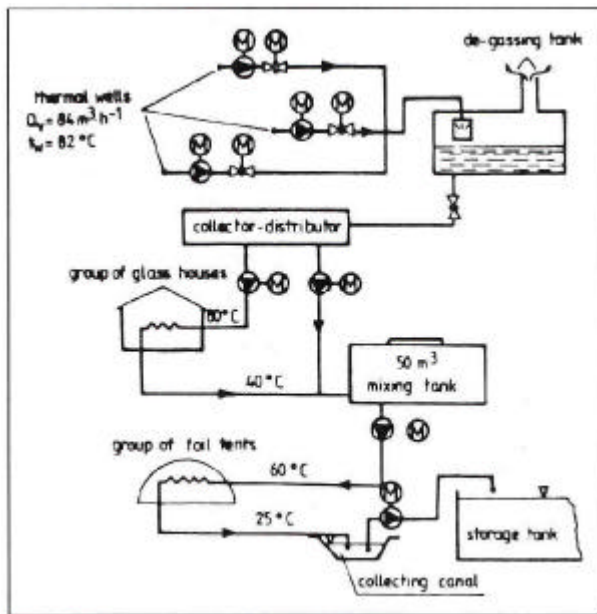 de-gassing tank
thermal wells
Qv = 84 m³ h⁻¹
tw = 82 °C
M
M
M
M
M
M
collector-distributor
M
M
group of glass houses
80°C
40°C
50 m³
mixing tank
M
group of foil tents
60°C
M
25°C
storage tank
collecting canal